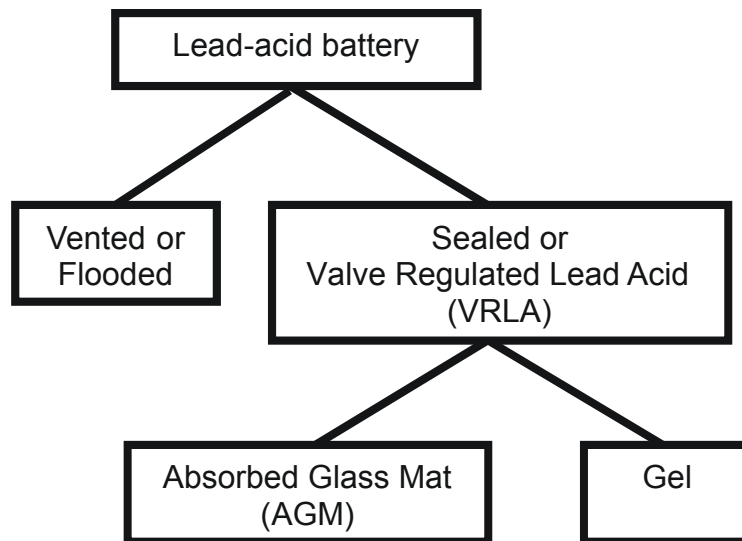 Lead-acid battery
Vented or
Flooded
Sealed or
Valve Regulated Lead Acid
(VRLA)
Absorbed Glass Mat
(AGM)
Gel